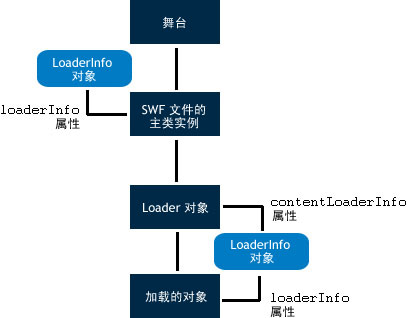 舞台
LoaderInfo
对象
SWF 文件的
主类实例
loaderInfo
属性
Loader 对象
contentLoaderInfo
属性
LoaderInfo
对象
加载的对象
loaderInfo
属性